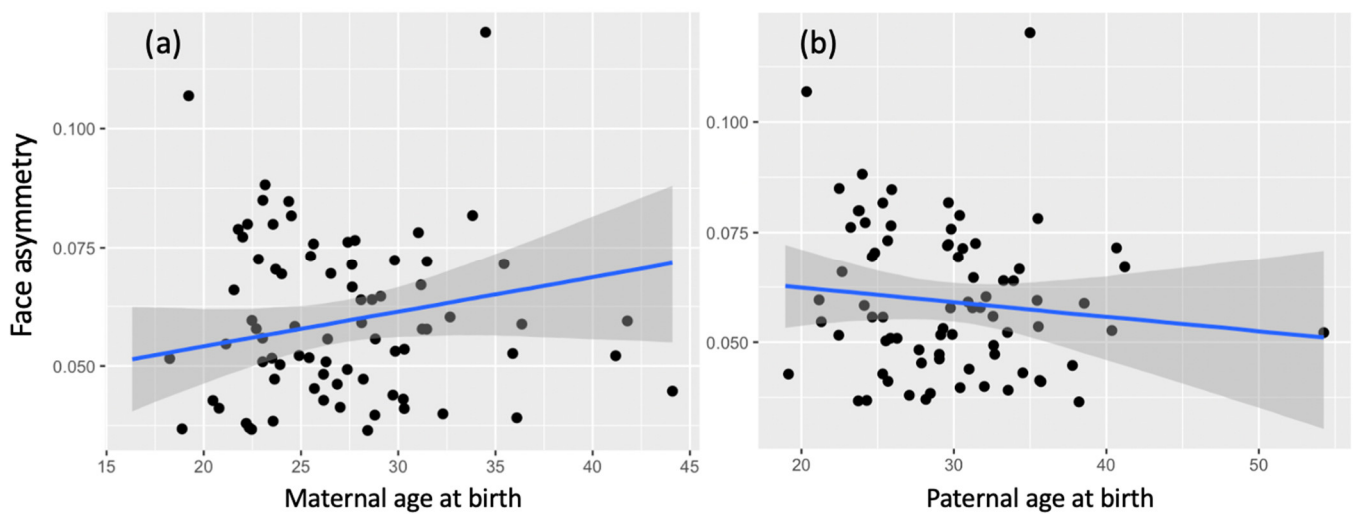 (a)
Face asymmetry
0.100
0.075
0.050
15 20 25 30 35 40 45
Maternal age at birth
(b)
0.100
0.075
0.050
20 30 40 50
Paternal age at birth